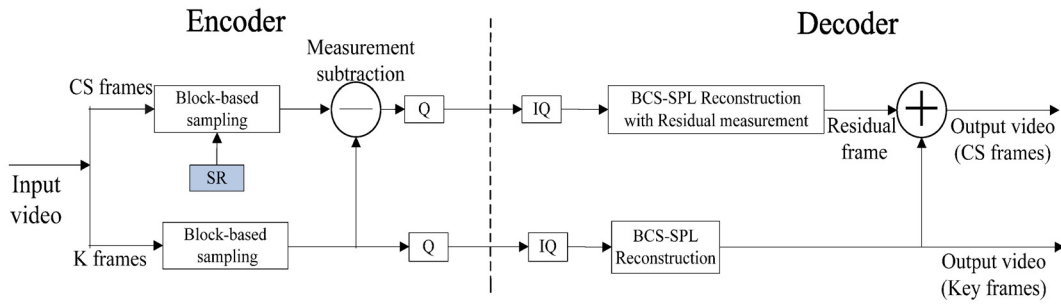 Encoder
Decoder
Measurement
subtraction
CS frames
Block-based
sampling
Q
IQ
BCS-SPL Reconstruction
with Residual measurement
Residual
frame
Output video
(CS frames)
SR
Input
video
K frames
Block-based
sampling
Q
IQ
BCS-SPL
Reconstruction
Output video
(Key frames)